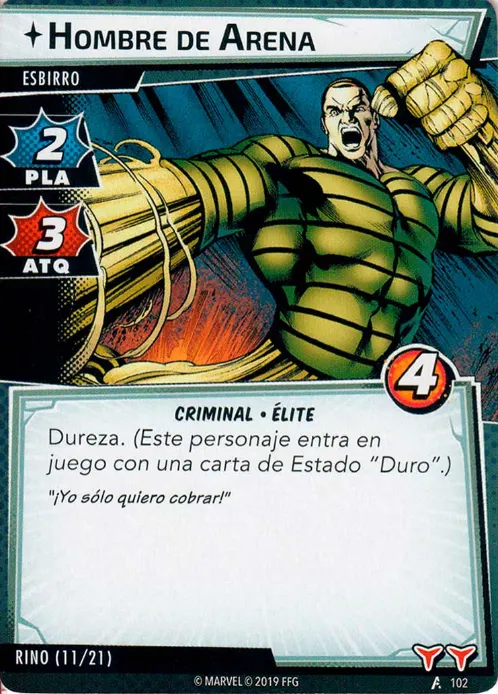 HOMBRE DE ARENA
ESBIRRO
2
PLA
3
ATQ
4
CRIMINAL • ÉLITE
Dureza. (Este personaje entra en
juego con una carta de Estado “Duro”.)
"¡Yo sólo quiero cobrar!"
RINO (11/21)
© MARVEL © 2019 FFG
A 102